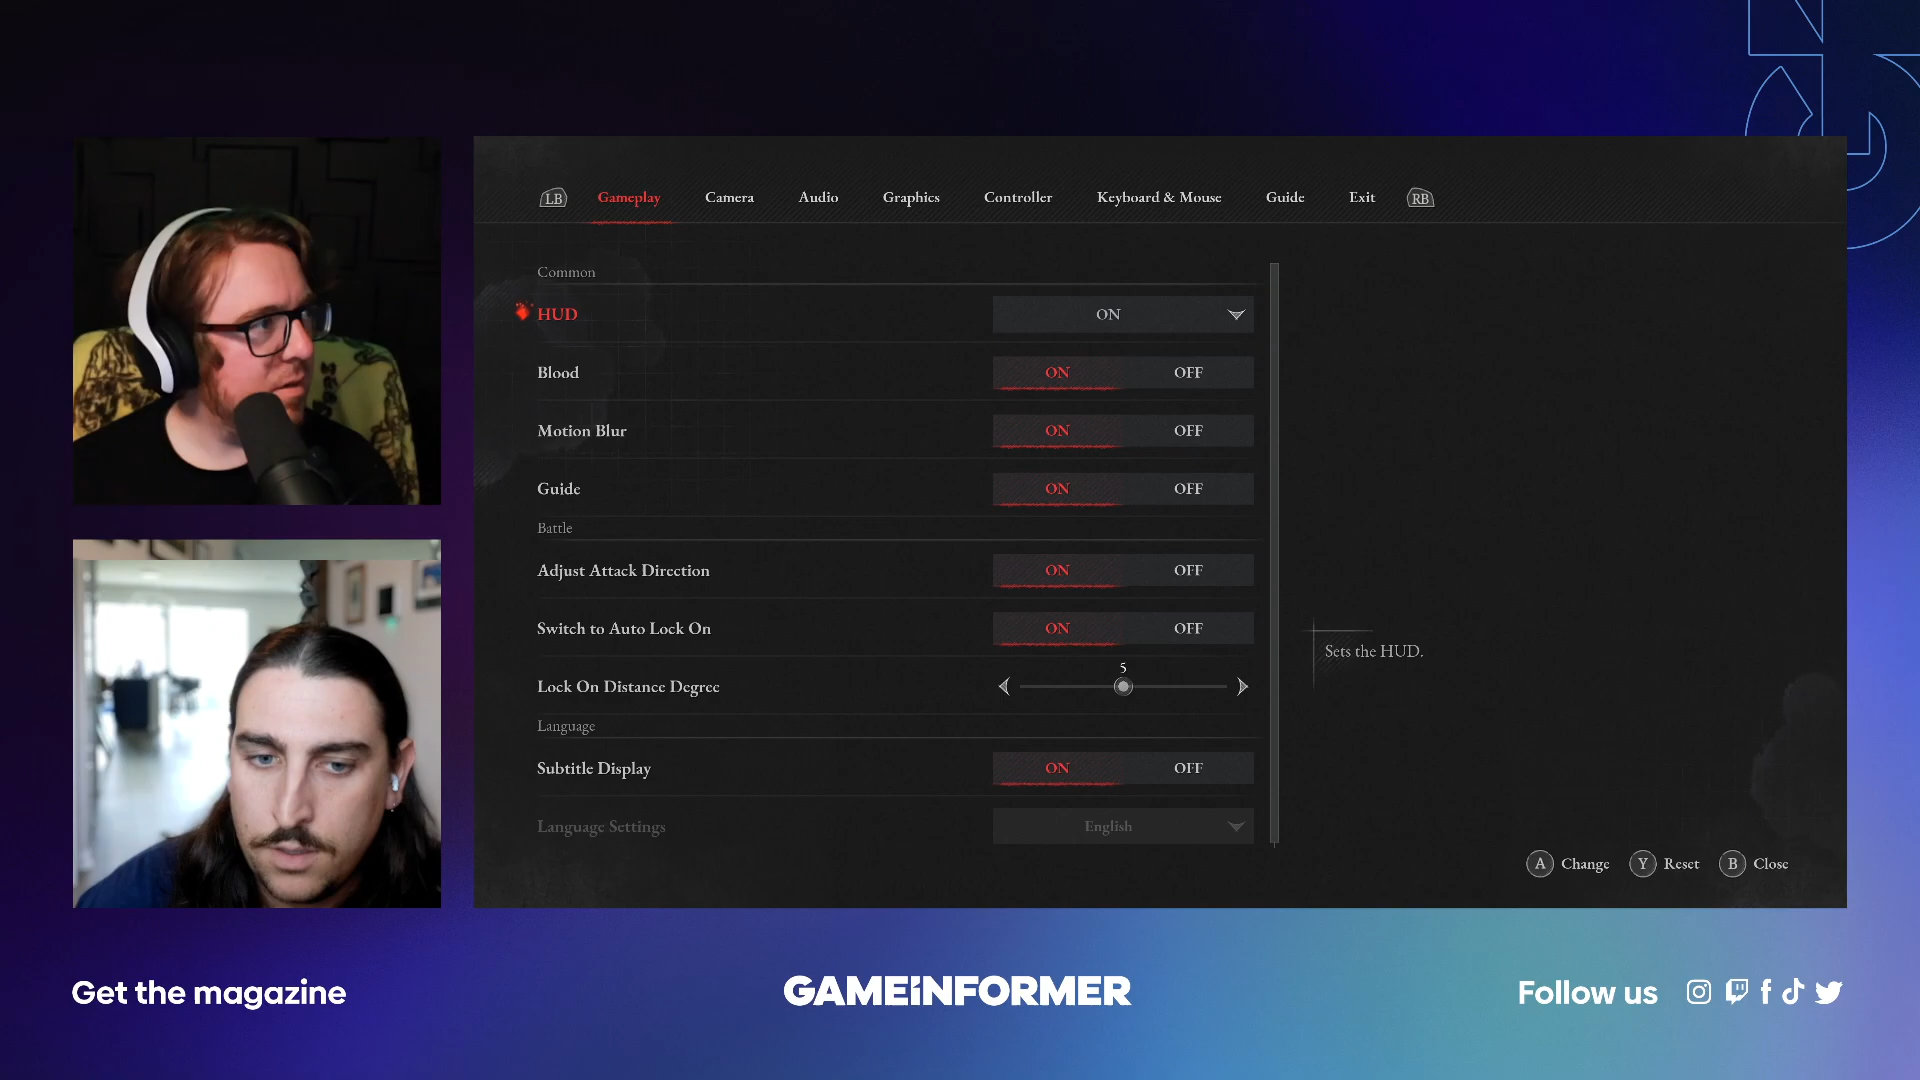 LB Gameplay Camera Audio Graphics Controller Keyboard & Mouse Guide Exit RB
Common
HUD ON
Blood ON OFF
Motion Blur ON OFF
Guide ON OFF
Battle
Adjust Attack Direction ON OFF
Switch to Auto Lock On ON OFF
5
Lock On Distance Degree
Language
Subtitle Display ON OFF
Language Settings English
Sets the HUD.
A Change Y Reset B Close
Get the magazine
GAMEINFORMER
Follow us